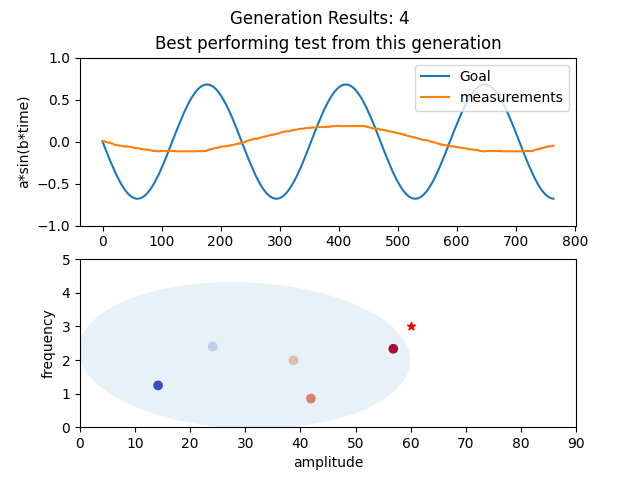 Generation Results: 4
Best performing test from this generation
1.0
0.5
0.0
−0.5
−1.0
a*sin(b*time)
Goal
measurements
0 100 200 300 400 500 600 700 800
5
4
3
2
1
0
frequency
0 10 20 30 40 50 60 70 80 90
amplitude